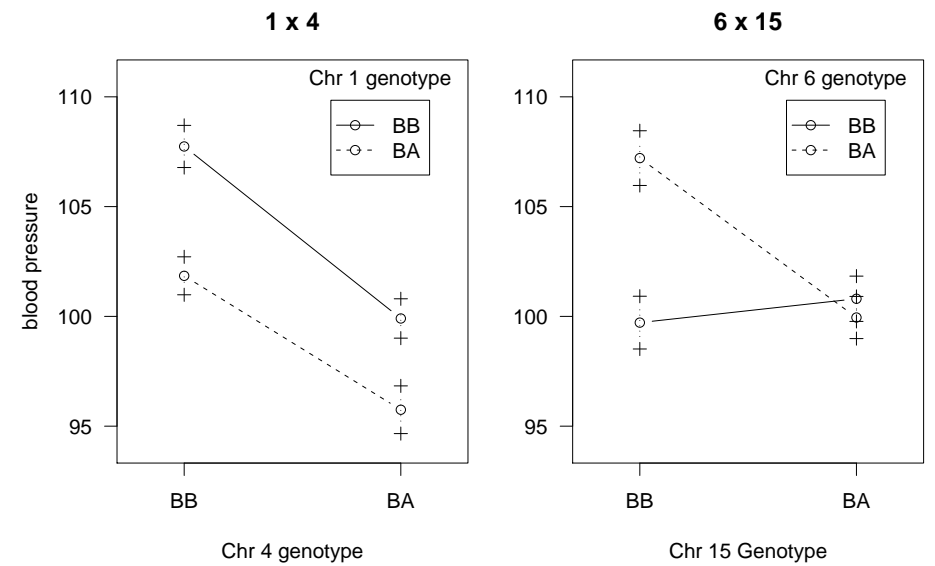 1 x 4
blood pressure
110
105
100
95
Chr 1 genotype
BB
BA
BB
BA
Chr 4 genotype
6 x 15
110
105
100
95
Chr 6 genotype
BB
BA
BB
BA
Chr 15 Genotype